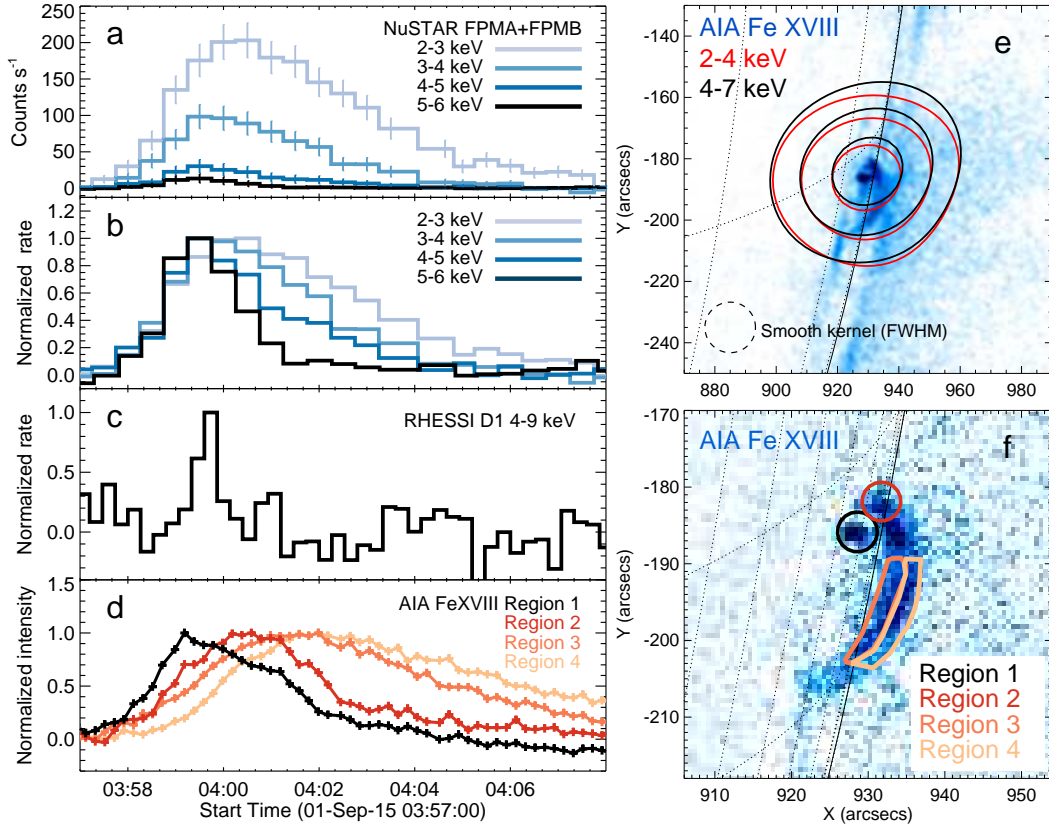 a
NuSTAR FPMA+FPMB
2-3 keV
3-4 keV
4-5 keV
5-6 keV
Counts s⁻¹
250
200
150
100
50
0
b
2-3 keV
3-4 keV
4-5 keV
5-6 keV
Normalized rate
1.2
1.0
0.8
0.6
0.4
0.2
0.0
c
RHESSI D1 4-9 keV
Normalized rate
1.0
0.5
0.0
d
AIA FeXVIII Region 1
Region 2
Region 3
Region 4
Normalized intensity
1.5
1.0
0.5
0.0
03:58 04:00 04:02 04:04 04:06
Start Time (01-Sep-15 03:57:00)
AIA Fe XVIII
e
2-4 keV
4-7 keV
Smooth kernel (FWHM)
Y (arcsecs)
-140
-160
-180
-200
-220
-240
880 900 920 940 960 980
AIA Fe XVIII
f
Region 1
Region 2
Region 3
Region 4
Y (arcsecs)
-170
-180
-190
-200
-210
910 920 930 940 950
X (arcsecs)